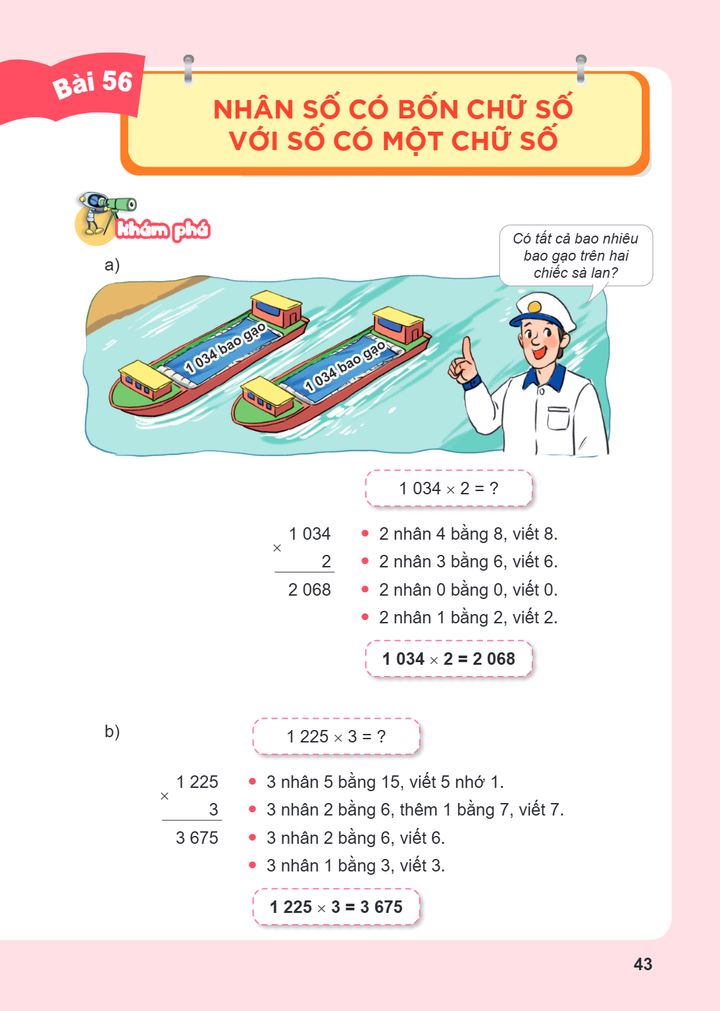 Bài 56
NHÂN SỐ CÓ BỐN CHỮ SỐ
VỚI SỐ CÓ MỘT CHỮ SỐ
khám phá
a)
Có tất cả bao nhiêu
bao gạo trên hai
chiếc sà lan?
1 034 bao gạo
1 034 bao gạo
1 034 × 2 = ?
1 034
×
2
2 068
• 2 nhân 4 bằng 8, viết 8.
• 2 nhân 3 bằng 6, viết 6.
• 2 nhân 0 bằng 0, viết 0.
• 2 nhân 1 bằng 2, viết 2.
1 034 × 2 = 2 068
b)
1 225 × 3 = ?
1 225
×
3
3 675
• 3 nhân 5 bằng 15, viết 5 nhớ 1.
• 3 nhân 2 bằng 6, thêm 1 bằng 7, viết 7.
• 3 nhân 2 bằng 6, viết 6.
• 3 nhân 1 bằng 3, viết 3.
1 225 × 3 = 3 675
43